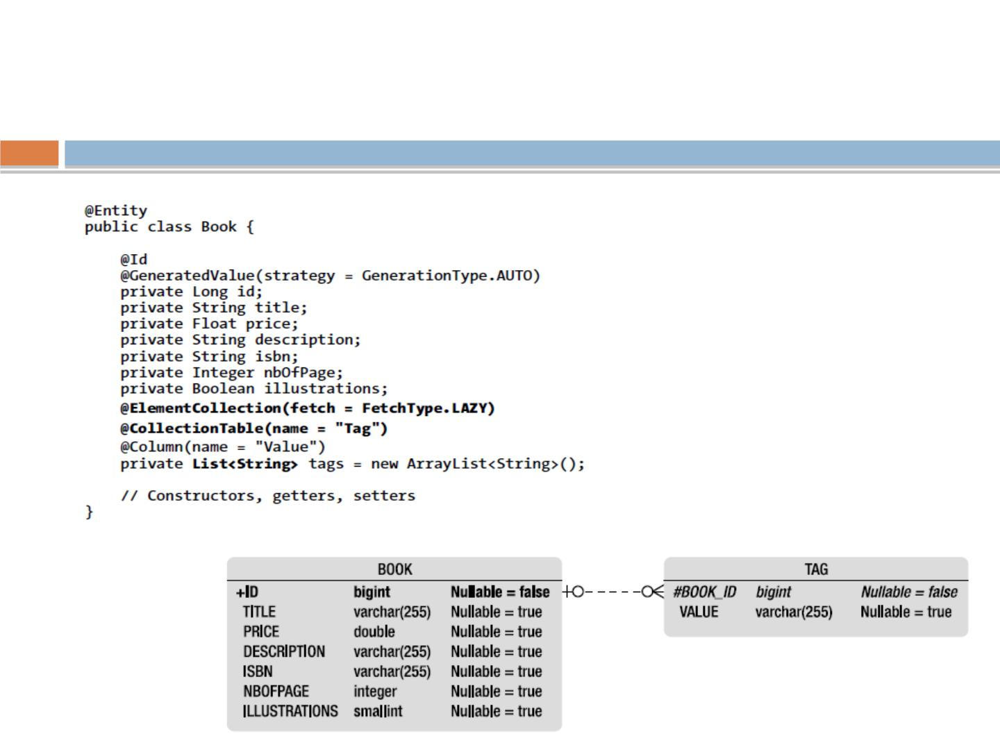 @Entity
public class Book {
@Id
@GeneratedValue(strategy = GenerationType.AUTO)
private Long id;
private String title;
private Float price;
private String description;
private String isbn;
private Integer nbOfPage;
private Boolean illustrations;
@ElementCollection(fetch = FetchType.LAZY)
@CollectionTable(name = "Tag")
@Column(name = "Value")
private List<String> tags = new ArrayList<String>();
// Constructors, getters, setters
}
BOOK
+ID bigint Nullable = false
TITLE varchar(255) Nullable = true
PRICE double Nullable = true
DESCRIPTION varchar(255) Nullable = true
ISBN varchar(255) Nullable = true
NBOFPAGE integer Nullable = true
ILLUSTRATIONS smallint Nullable = true
TAG
#BOOK_ID bigint Nullable = false
VALUE varchar(255) Nullable = true